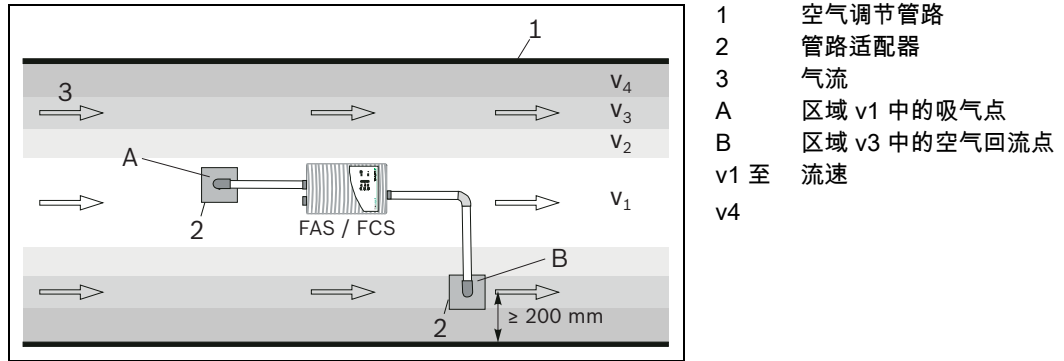 1
3
v4
v3
v2
A
v1
2
FAS / FCS
B
2
≥ 200 mm
1 空气调节管路
2 管路适配器
3 气流
A 区域 v1 中的吸气点
B 区域 v3 中的空气回流点
v1 至 流速
v4